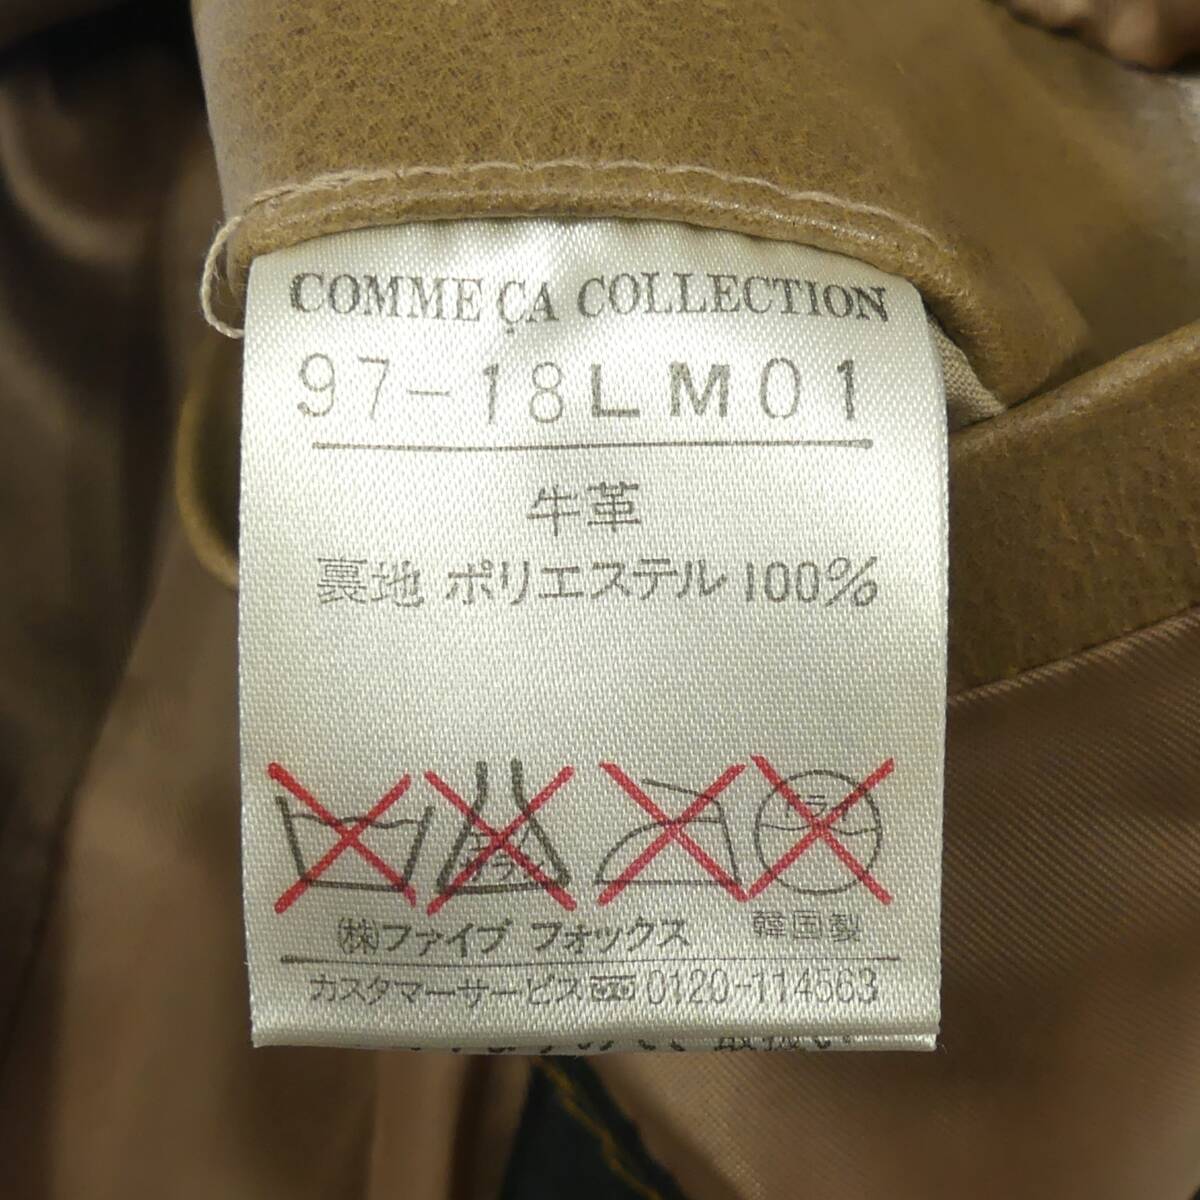 COMME ÇA COLLECTION
97-18LM01
牛革
裏地 ポリエステル 100%
韓国製
(株)ファイブ フォックス
カスタマーサービス 0120-114563